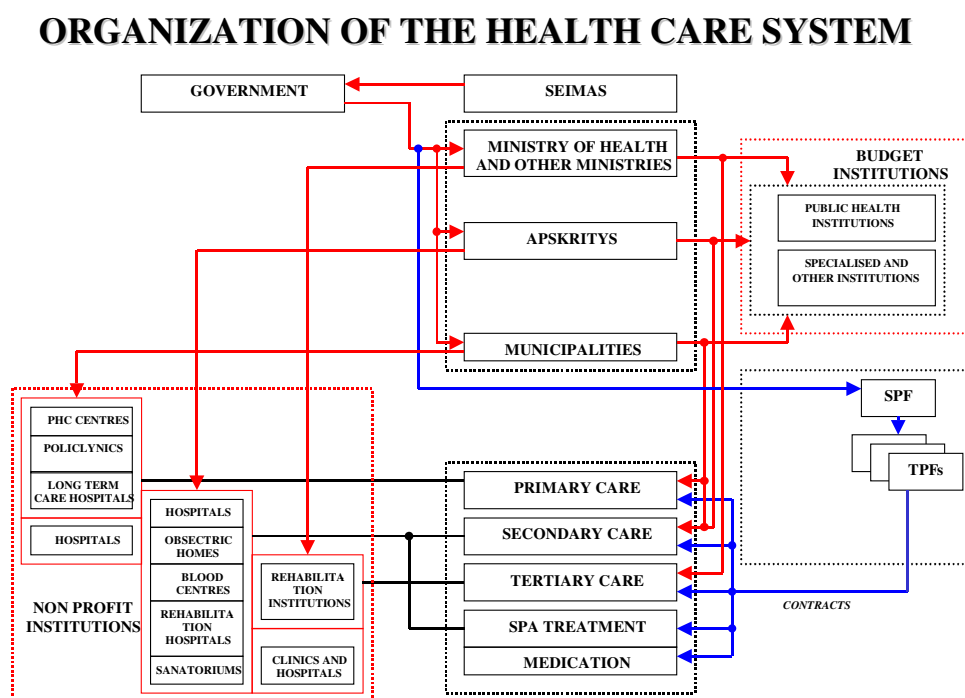 ORGANIZATION OF THE HEALTH CARE SYSTEM
GOVERNMENT
SEIMAS
MINISTRY OF HEALTH
AND OTHER MINISTRIES
BUDGET
INSTITUTIONS
PUBLIC HEALTH
INSTITUTIONS
APSKRITYS
SPECIALISED AND
OTHER INSTITUTIONS
MUNICIPALITIES
SPF
TPFs
PHC CENTRES
POLICLYNICS
LONG TERM
CARE HOSPITALS
HOSPITALS
HOSPITALS
OBSECTRIC
HOMES
BLOOD
CENTRES
REHABILITA
TION
HOSPITALS
SANATORIUMS
REHABILITA
TION
INSTITUTIONS
CLINICS AND
HOSPITALS
NON PROFIT
INSTITUTIONS
PRIMARY CARE
SECONDARY CARE
TERTIARY CARE
SPA TREATMENT
MEDICATION
CONTRACTS